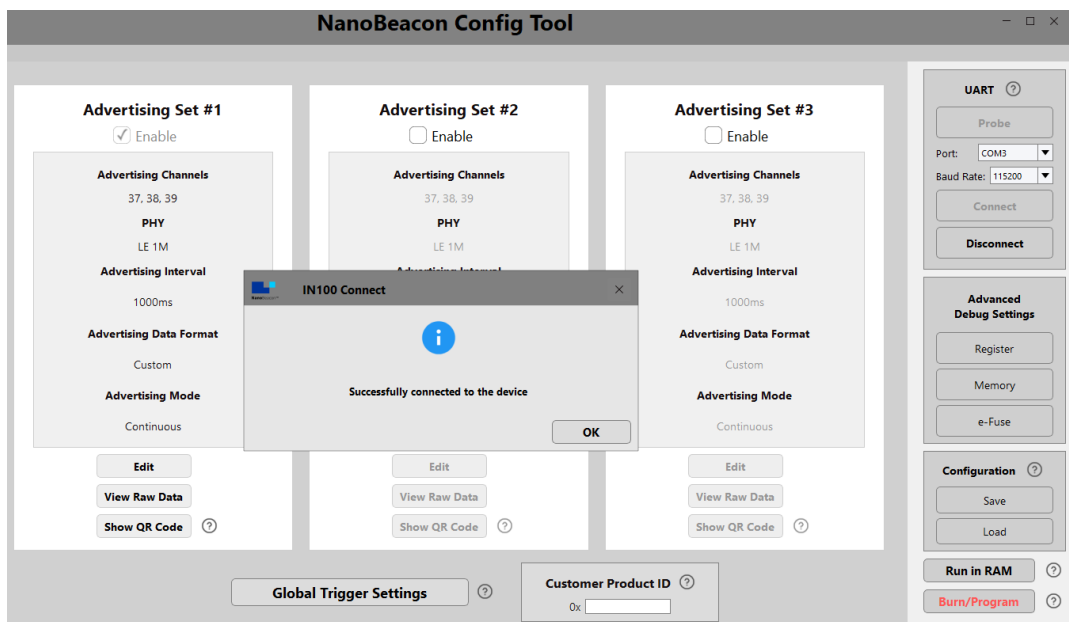 NanoBeacon Config Tool
Advertising Set #1
Enable
Advertising Channels
37, 38, 39
PHY
LE 1M
Advertising Interval
1000ms
Advertising Data Format
Custom
Advertising Mode
Continuous
Edit
View Raw Data
Show QR Code ?
Advertising Set #2
Enable
Advertising Channels
37, 38, 39
PHY
LE 1M
Advertising Interval
Edit
View Raw Data
Show QR Code ?
Advertising Set #3
Enable
Advertising Channels
37, 38, 39
PHY
LE 1M
Advertising Interval
1000ms
Advertising Data Format
Custom
Advertising Mode
Continuous
Edit
View Raw Data
Show QR Code ?
IN100 Connect
Successfully connected to the device
OK
Global Trigger Settings ?
Customer Product ID ?
0x
UART ?
Probe
Port: COM3
Baud Rate: 115200
Connect
Disconnect
Advanced
Debug Settings
Register
Memory
e-Fuse
Configuration ?
Save
Load
Run in RAM ?
Burn/Program ?